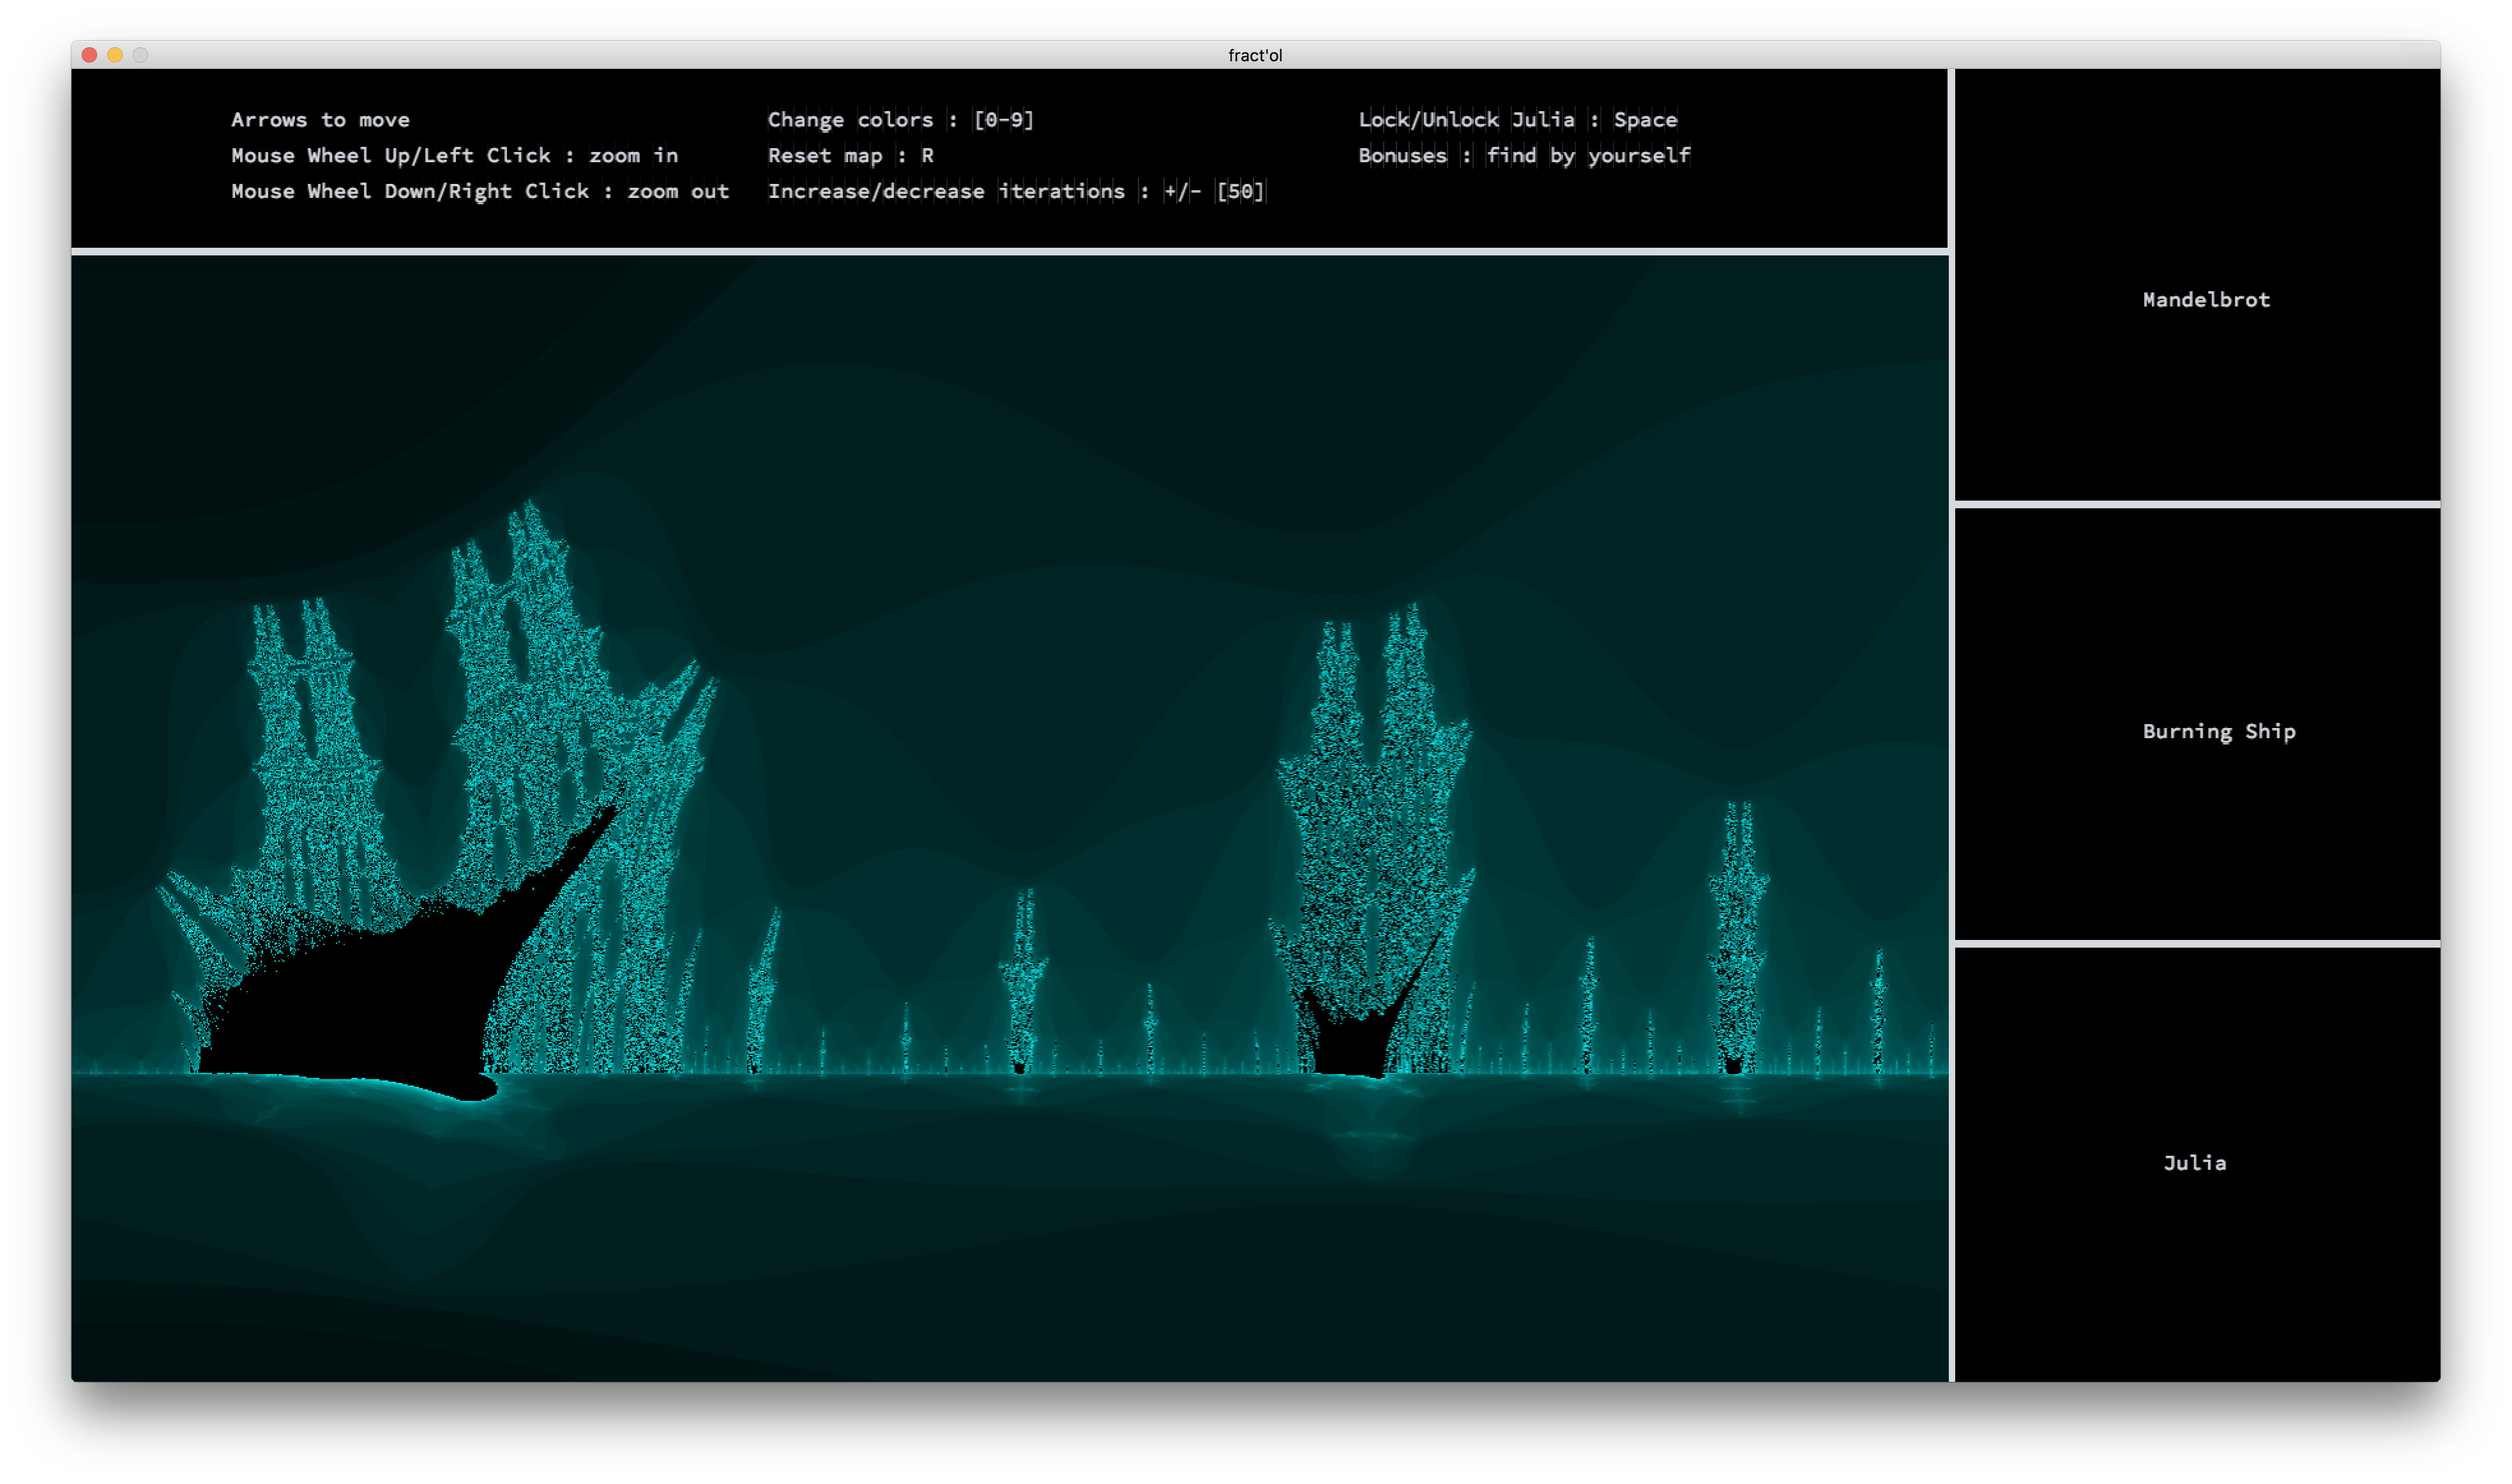 fract'ol
Arrows to move
Mouse Wheel Up/Left Click : zoom in
Mouse Wheel Down/Right Click : zoom out
Change colors : [0-9]
Reset map : R
Increase/decrease iterations : +/- [50]
Lock/Unlock Julia : Space
Bonuses : find by yourself
Mandelbrot
Burning Ship
Julia